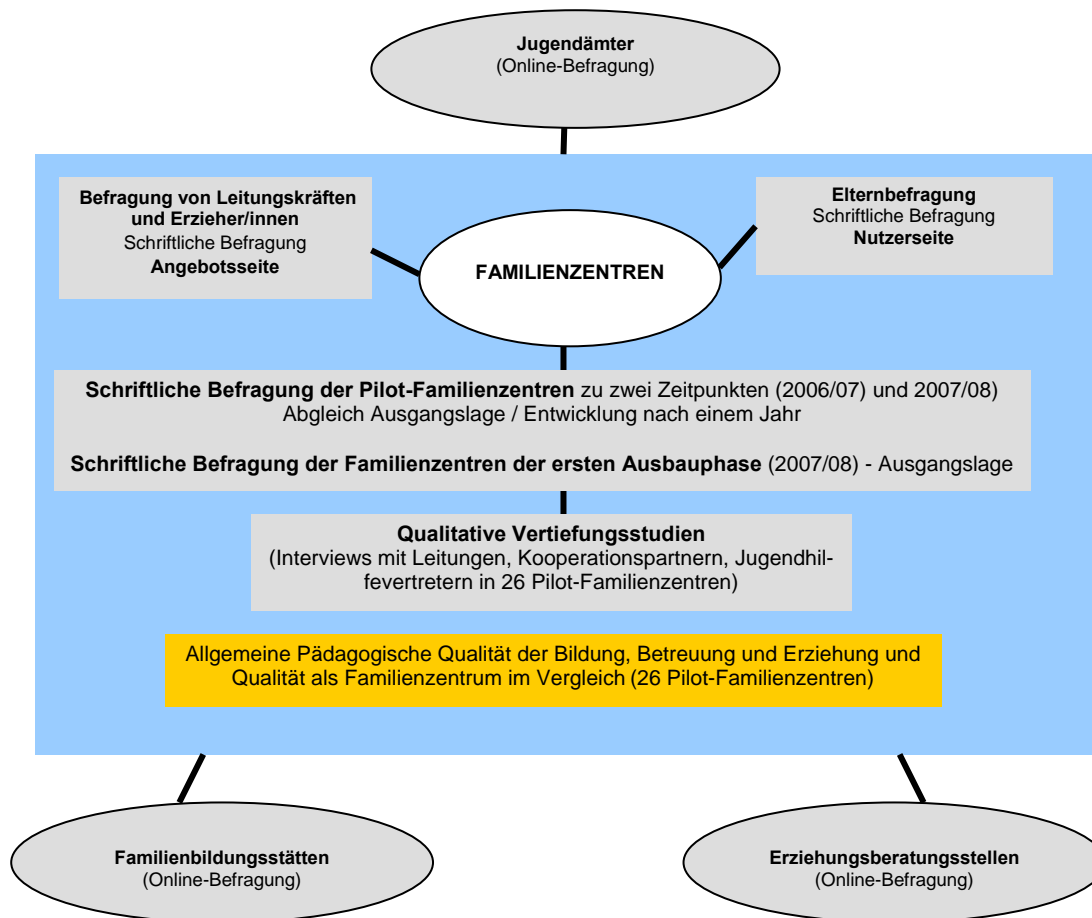 Jugendämter
(Online-Befragung)
Befragung von Leitungskräften
und Erzieher/innen
Schriftliche Befragung
Angebotsseite
Elternbefragung
Schriftliche Befragung
Nutzerseite
FAMILIENZENTREN
Schriftliche Befragung der Pilot-Familienzentren zu zwei Zeitpunkten (2006/07) und 2007/08)
Abgleich Ausgangslage / Entwicklung nach einem Jahr
Schriftliche Befragung der Familienzentren der ersten Ausbauphase (2007/08) - Ausgangslage
Qualitative Vertiefungsstudien
(Interviews mit Leitungen, Kooperationspartnern, Jugendhil-
fevertretern in 26 Pilot-Familienzentren)
Allgemeine Pädagogische Qualität der Bildung, Betreuung und Erziehung und
Qualität als Familienzentrum im Vergleich (26 Pilot-Familienzentren)
Familienbildungsstätten
(Online-Befragung)
Erziehungsberatungsstellen
(Online-Befragung)